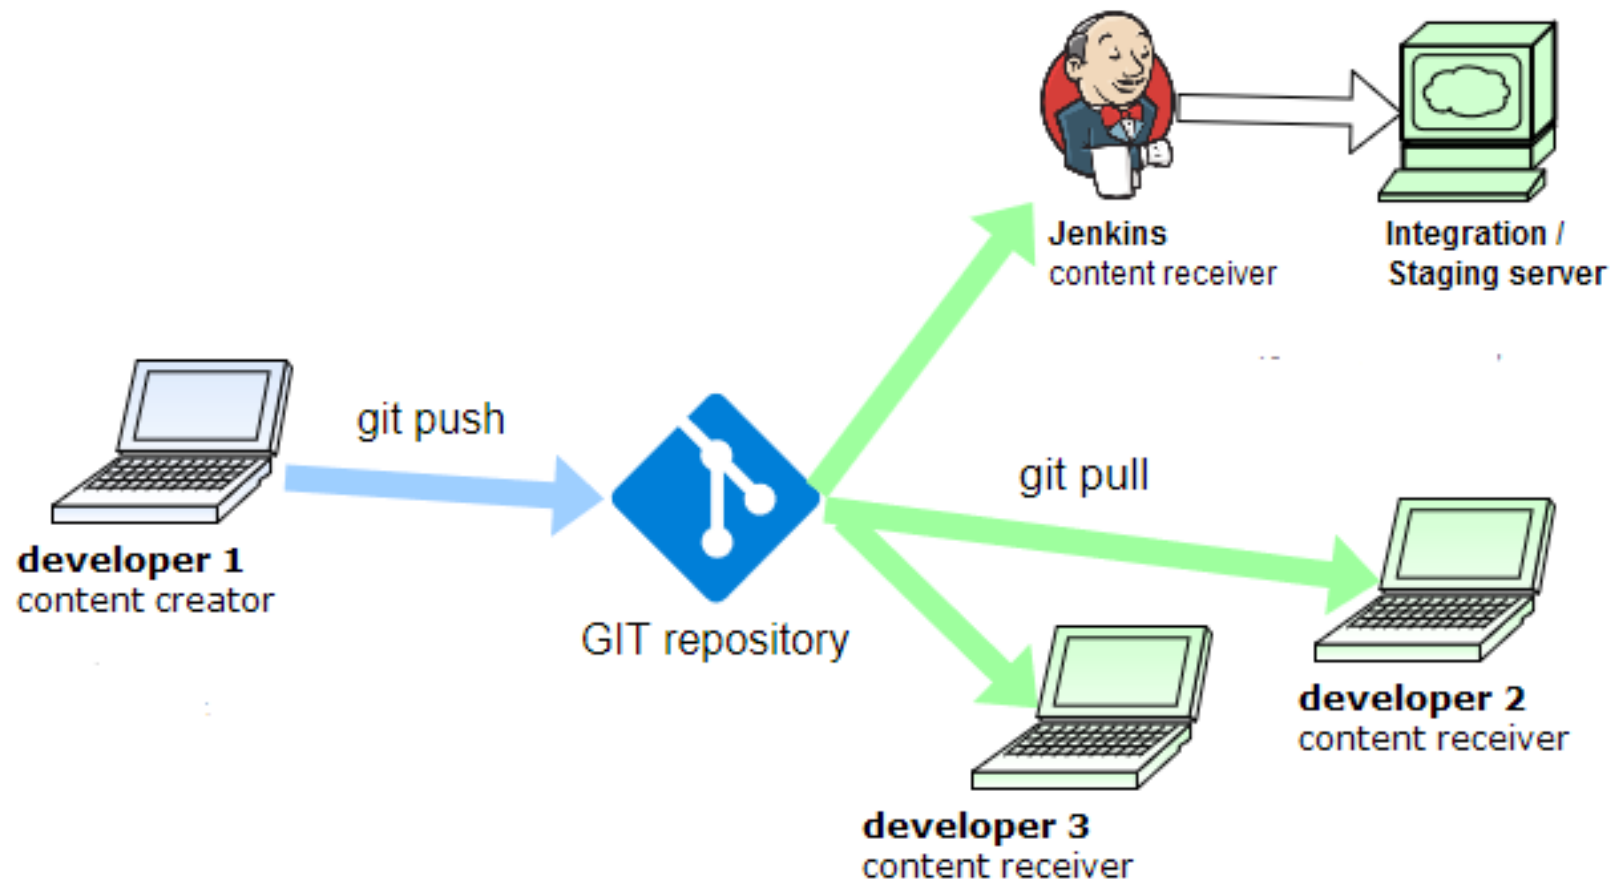 Jenkins
content receiver
Integration /
Staging server
git push
git pull
developer 1
content creator
GIT repository
developer 2
content receiver
developer 3
content receiver